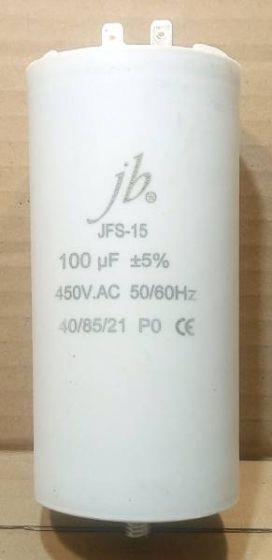 jb®
JFS-15
100 µF ±5%
450V.AC 50/60Hz
40/85/21 P0 CE